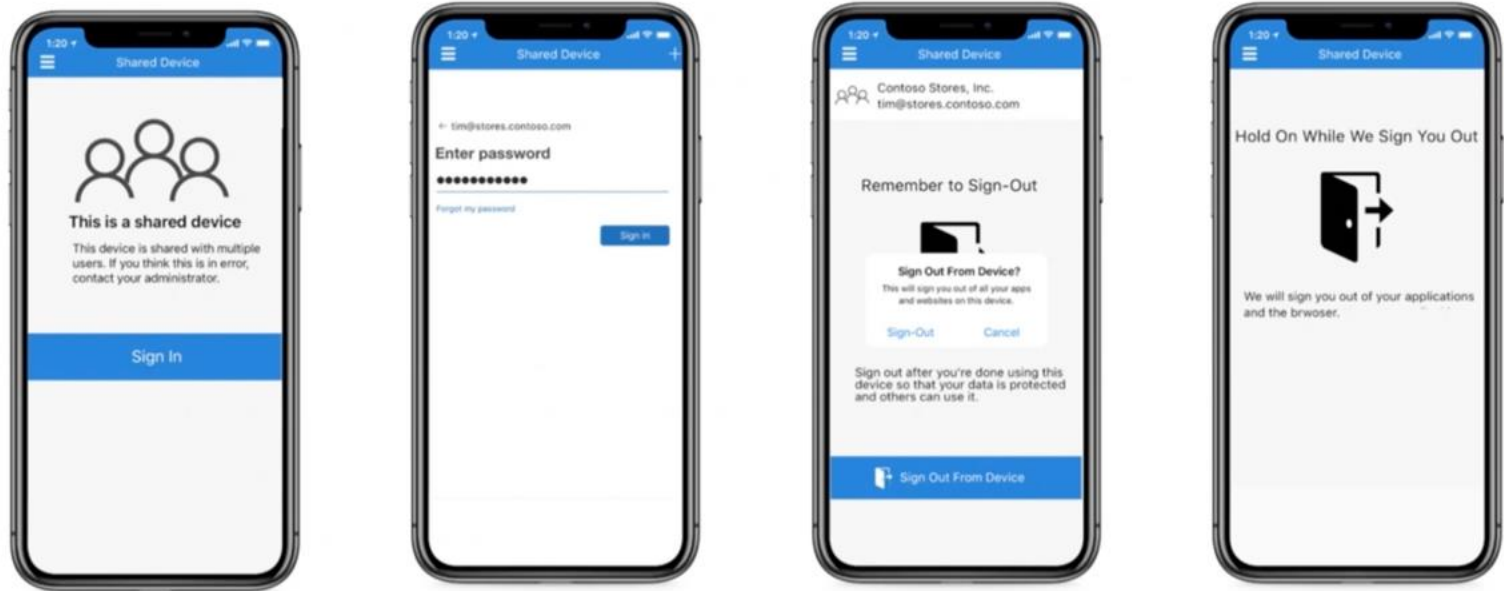 1:20
Shared Device
This is a shared device
This device is shared with multiple
users. If you think this is in error,
contact your administrator.
Sign In
1:20
Shared Device
← tim@stores.contoso.com
Enter password
Forgot my password
Sign in
1:20
Shared Device
Contoso Stores, Inc.
tim@stores.contoso.com
Remember to Sign-Out
Sign Out From Device?
This will sign you out of all your apps
and websites on this device.
Sign-Out Cancel
Sign out after you're done using this
device so that your data is protected
and others can use it.
Sign Out From Device
1:20
Shared Device
Hold On While We Sign You Out
We will sign you out of your applications
and the brwoser.